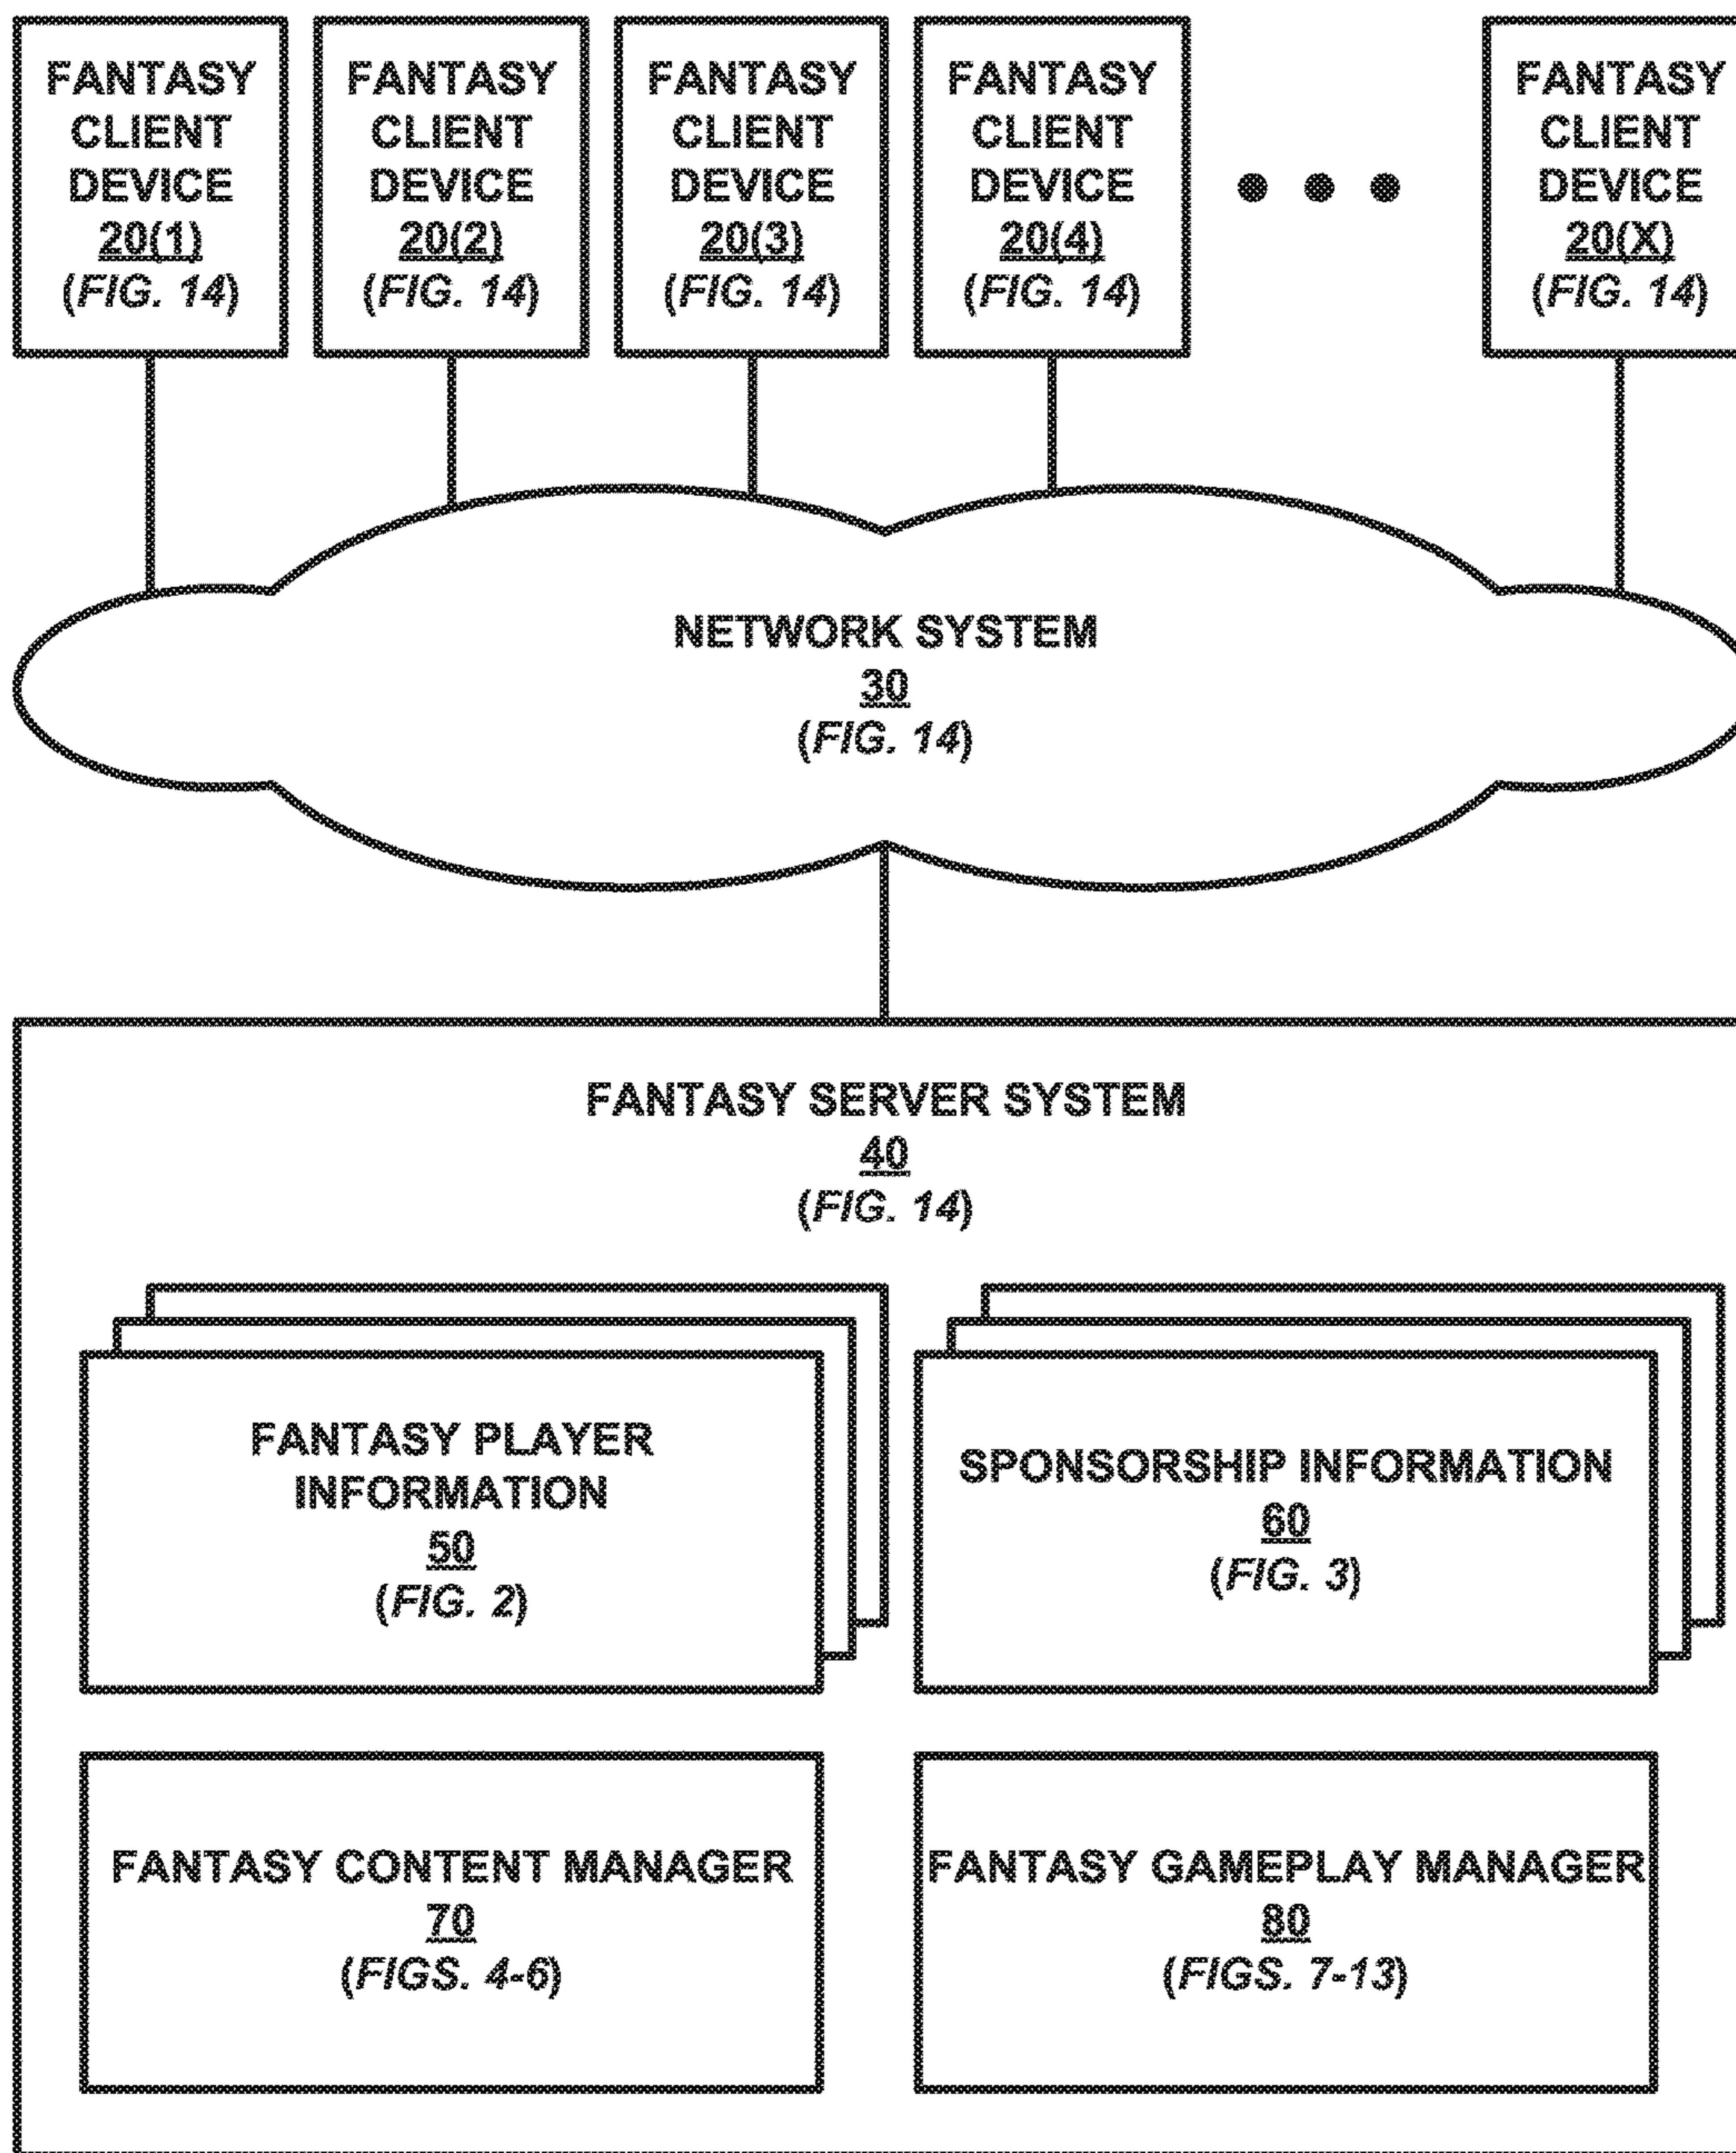 FANTASY
CLIENT
DEVICE
20(1)
(FIG. 14)
FANTASY
CLIENT
DEVICE
20(2)
(FIG. 14)
FANTASY
CLIENT
DEVICE
20(3)
(FIG. 14)
FANTASY
CLIENT
DEVICE
20(4)
(FIG. 14)
FANTASY
CLIENT
DEVICE
20(X)
(FIG. 14)
NETWORK SYSTEM
30
(FIG. 14)
FANTASY SERVER SYSTEM
40
(FIG. 14)
FANTASY PLAYER
INFORMATION
50
(FIG. 2)
SPONSORSHIP INFORMATION
60
(FIG. 3)
FANTASY CONTENT MANAGER
70
(FIGS. 4-6)
FANTASY GAMEPLAY MANAGER
80
(FIGS. 7-13)